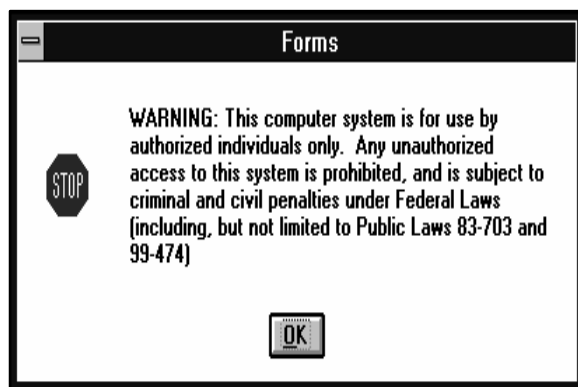 Forms
WARNING: This computer system is for use by
authorized individuals only.  Any unauthorized
access to this system is prohibited, and is subject to
criminal and civil penalties under Federal Laws
(including, but not limited to Public Laws 83-703 and
99-474)
STOP
OK